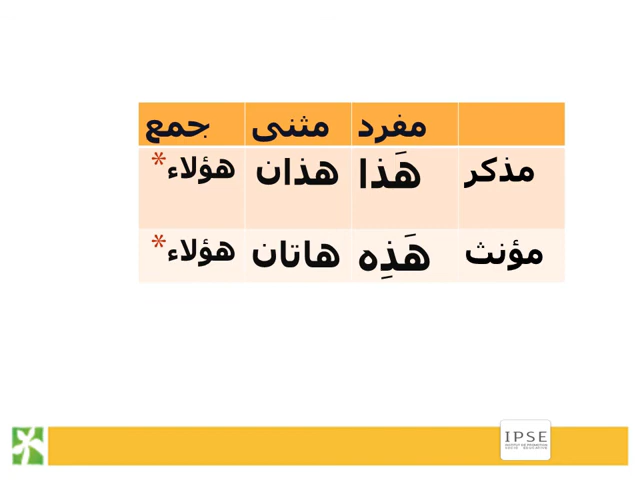 مفرد مثنى جمع
مذكر هَذا هذان هؤلاء*
مؤنث هَذِه هاتان هؤلاء*
IPSE